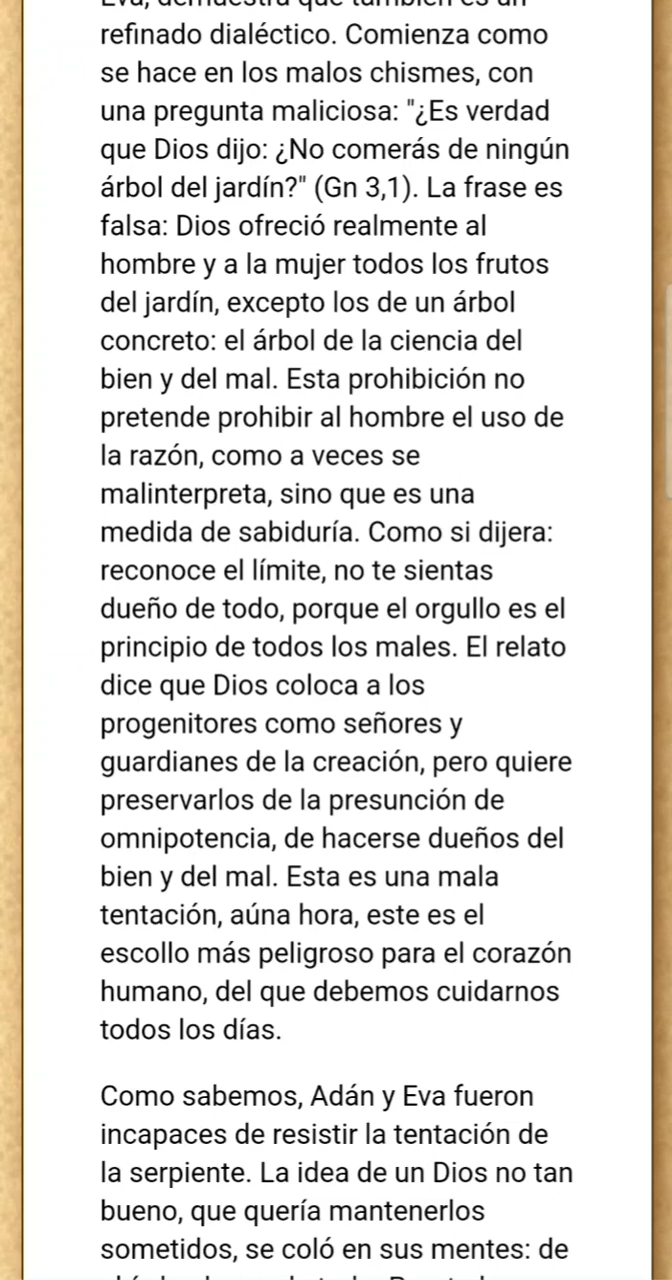 Eva, demuestra que también es un
refinado dialéctico. Comienza como
se hace en los malos chismes, con
una pregunta maliciosa: "¿Es verdad
que Dios dijo: ¿No comerás de ningún
árbol del jardín?" (Gn 3,1). La frase es
falsa: Dios ofreció realmente al
hombre y a la mujer todos los frutos
del jardín, excepto los de un árbol
concreto: el árbol de la ciencia del
bien y del mal. Esta prohibición no
pretende prohibir al hombre el uso de
la razón, como a veces se
malinterpreta, sino que es una
medida de sabiduría. Como si dijera:
reconoce el límite, no te sientas
dueño de todo, porque el orgullo es el
principio de todos los males. El relato
dice que Dios coloca a los
progenitores como señores y
guardianes de la creación, pero quiere
preservarlos de la presunción de
omnipotencia, de hacerse dueños del
bien y del mal. Esta es una mala
tentación, aúna hora, este es el
escollo más peligroso para el corazón
humano, del que debemos cuidarnos
todos los días.
Como sabemos, Adán y Eva fueron
incapaces de resistir la tentación de
la serpiente. La idea de un Dios no tan
bueno, que quería mantenerlos
sometidos, se coló en sus mentes: de